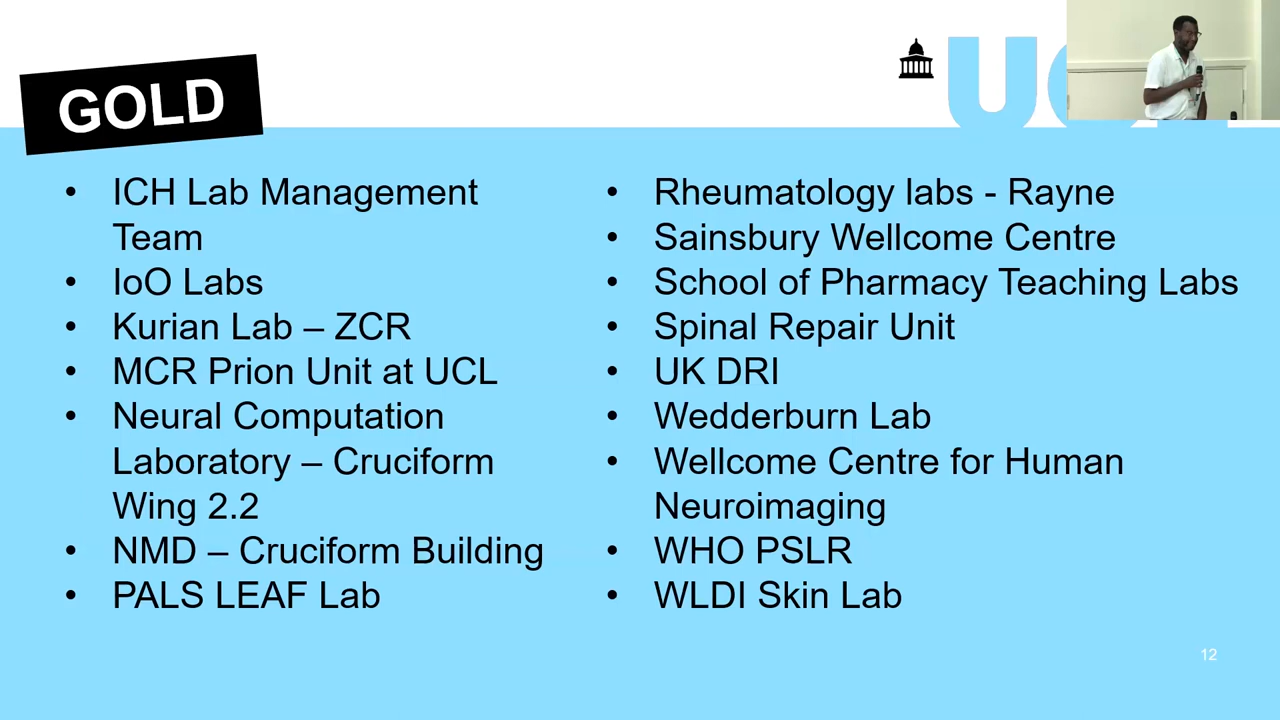 GOLD
• ICH Lab Management
Team
• IoO Labs
• Kurian Lab – ZCR
• MCR Prion Unit at UCL
• Neural Computation
Laboratory – Cruciform
Wing 2.2
• NMD – Cruciform Building
• PALS LEAF Lab
• Rheumatology labs - Rayne
• Sainsbury Wellcome Centre
• School of Pharmacy Teaching Labs
• Spinal Repair Unit
• UK DRI
• Wedderburn Lab
• Wellcome Centre for Human
Neuroimaging
• WHO PSLR
• WLDI Skin Lab
12